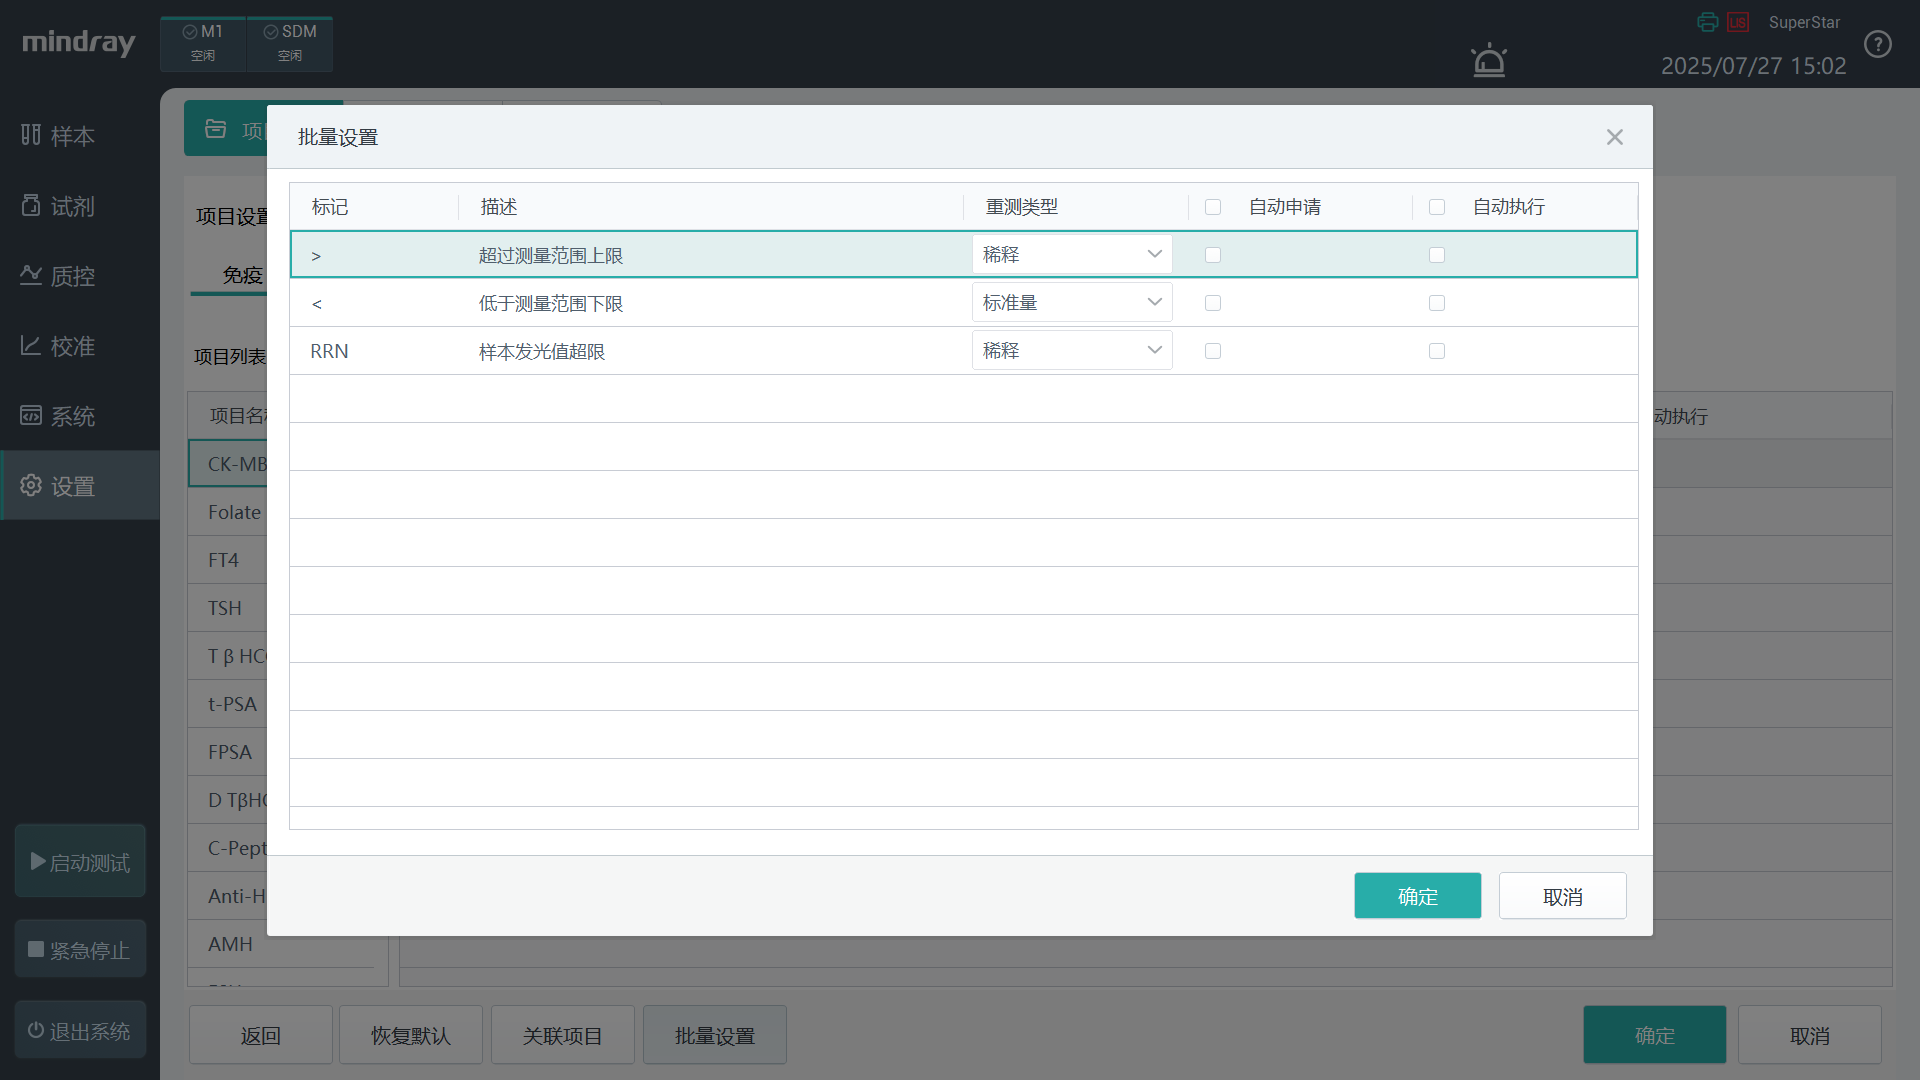 mindray
M1
空闲
SDM
空闲
LIS
SuperStar
2025/07/27 15:02
样本
试剂
质控
校准
系统
设置
启动测试
紧急停止
退出系统
项目设置
免疫
项目列表
项目名
CK-MB
Folate
FT4
TSH
T β HC
t-PSA
FPSA
D TβHC
C-Pept
Anti-H
AMH
动执行
批量设置
标记 描述 重测类型 自动申请 自动执行
> 超过测量范围上限 稀释
< 低于测量范围下限 标准量
RRN 样本发光值超限 稀释
确定 取消
返回 恢复默认 关联项目 批量设置 确定 取消